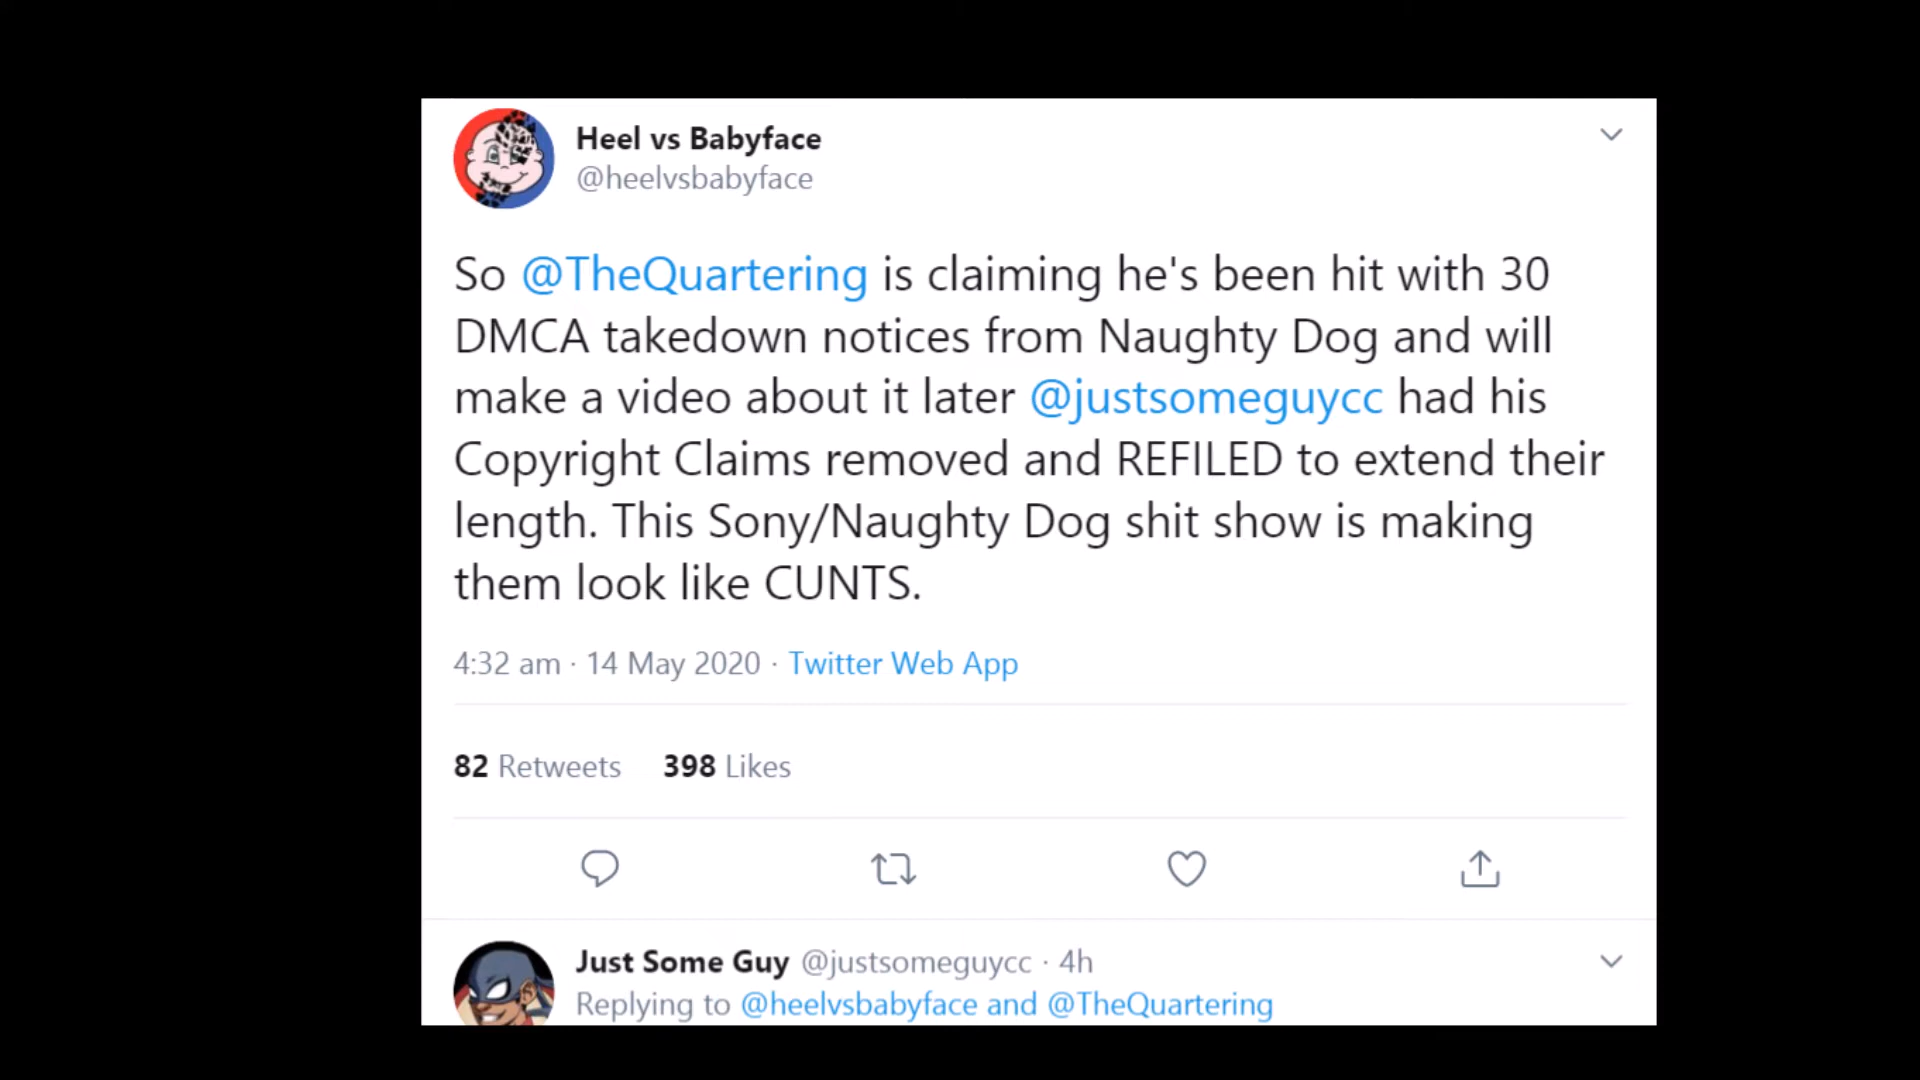 Heel vs Babyface
@heelvsbabyface
So @TheQuartering is claiming he's been hit with 30
DMCA takedown notices from Naughty Dog and will
make a video about it later @justsomeguycc had his
Copyright Claims removed and REFILED to extend their
length. This Sony/Naughty Dog shit show is making
them look like CUNTS.
4:32 am · 14 May 2020 · Twitter Web App
82 Retweets 398 Likes
Just Some Guy @justsomeguycc · 4h
Replying to @heelvsbabyface and @TheQuartering